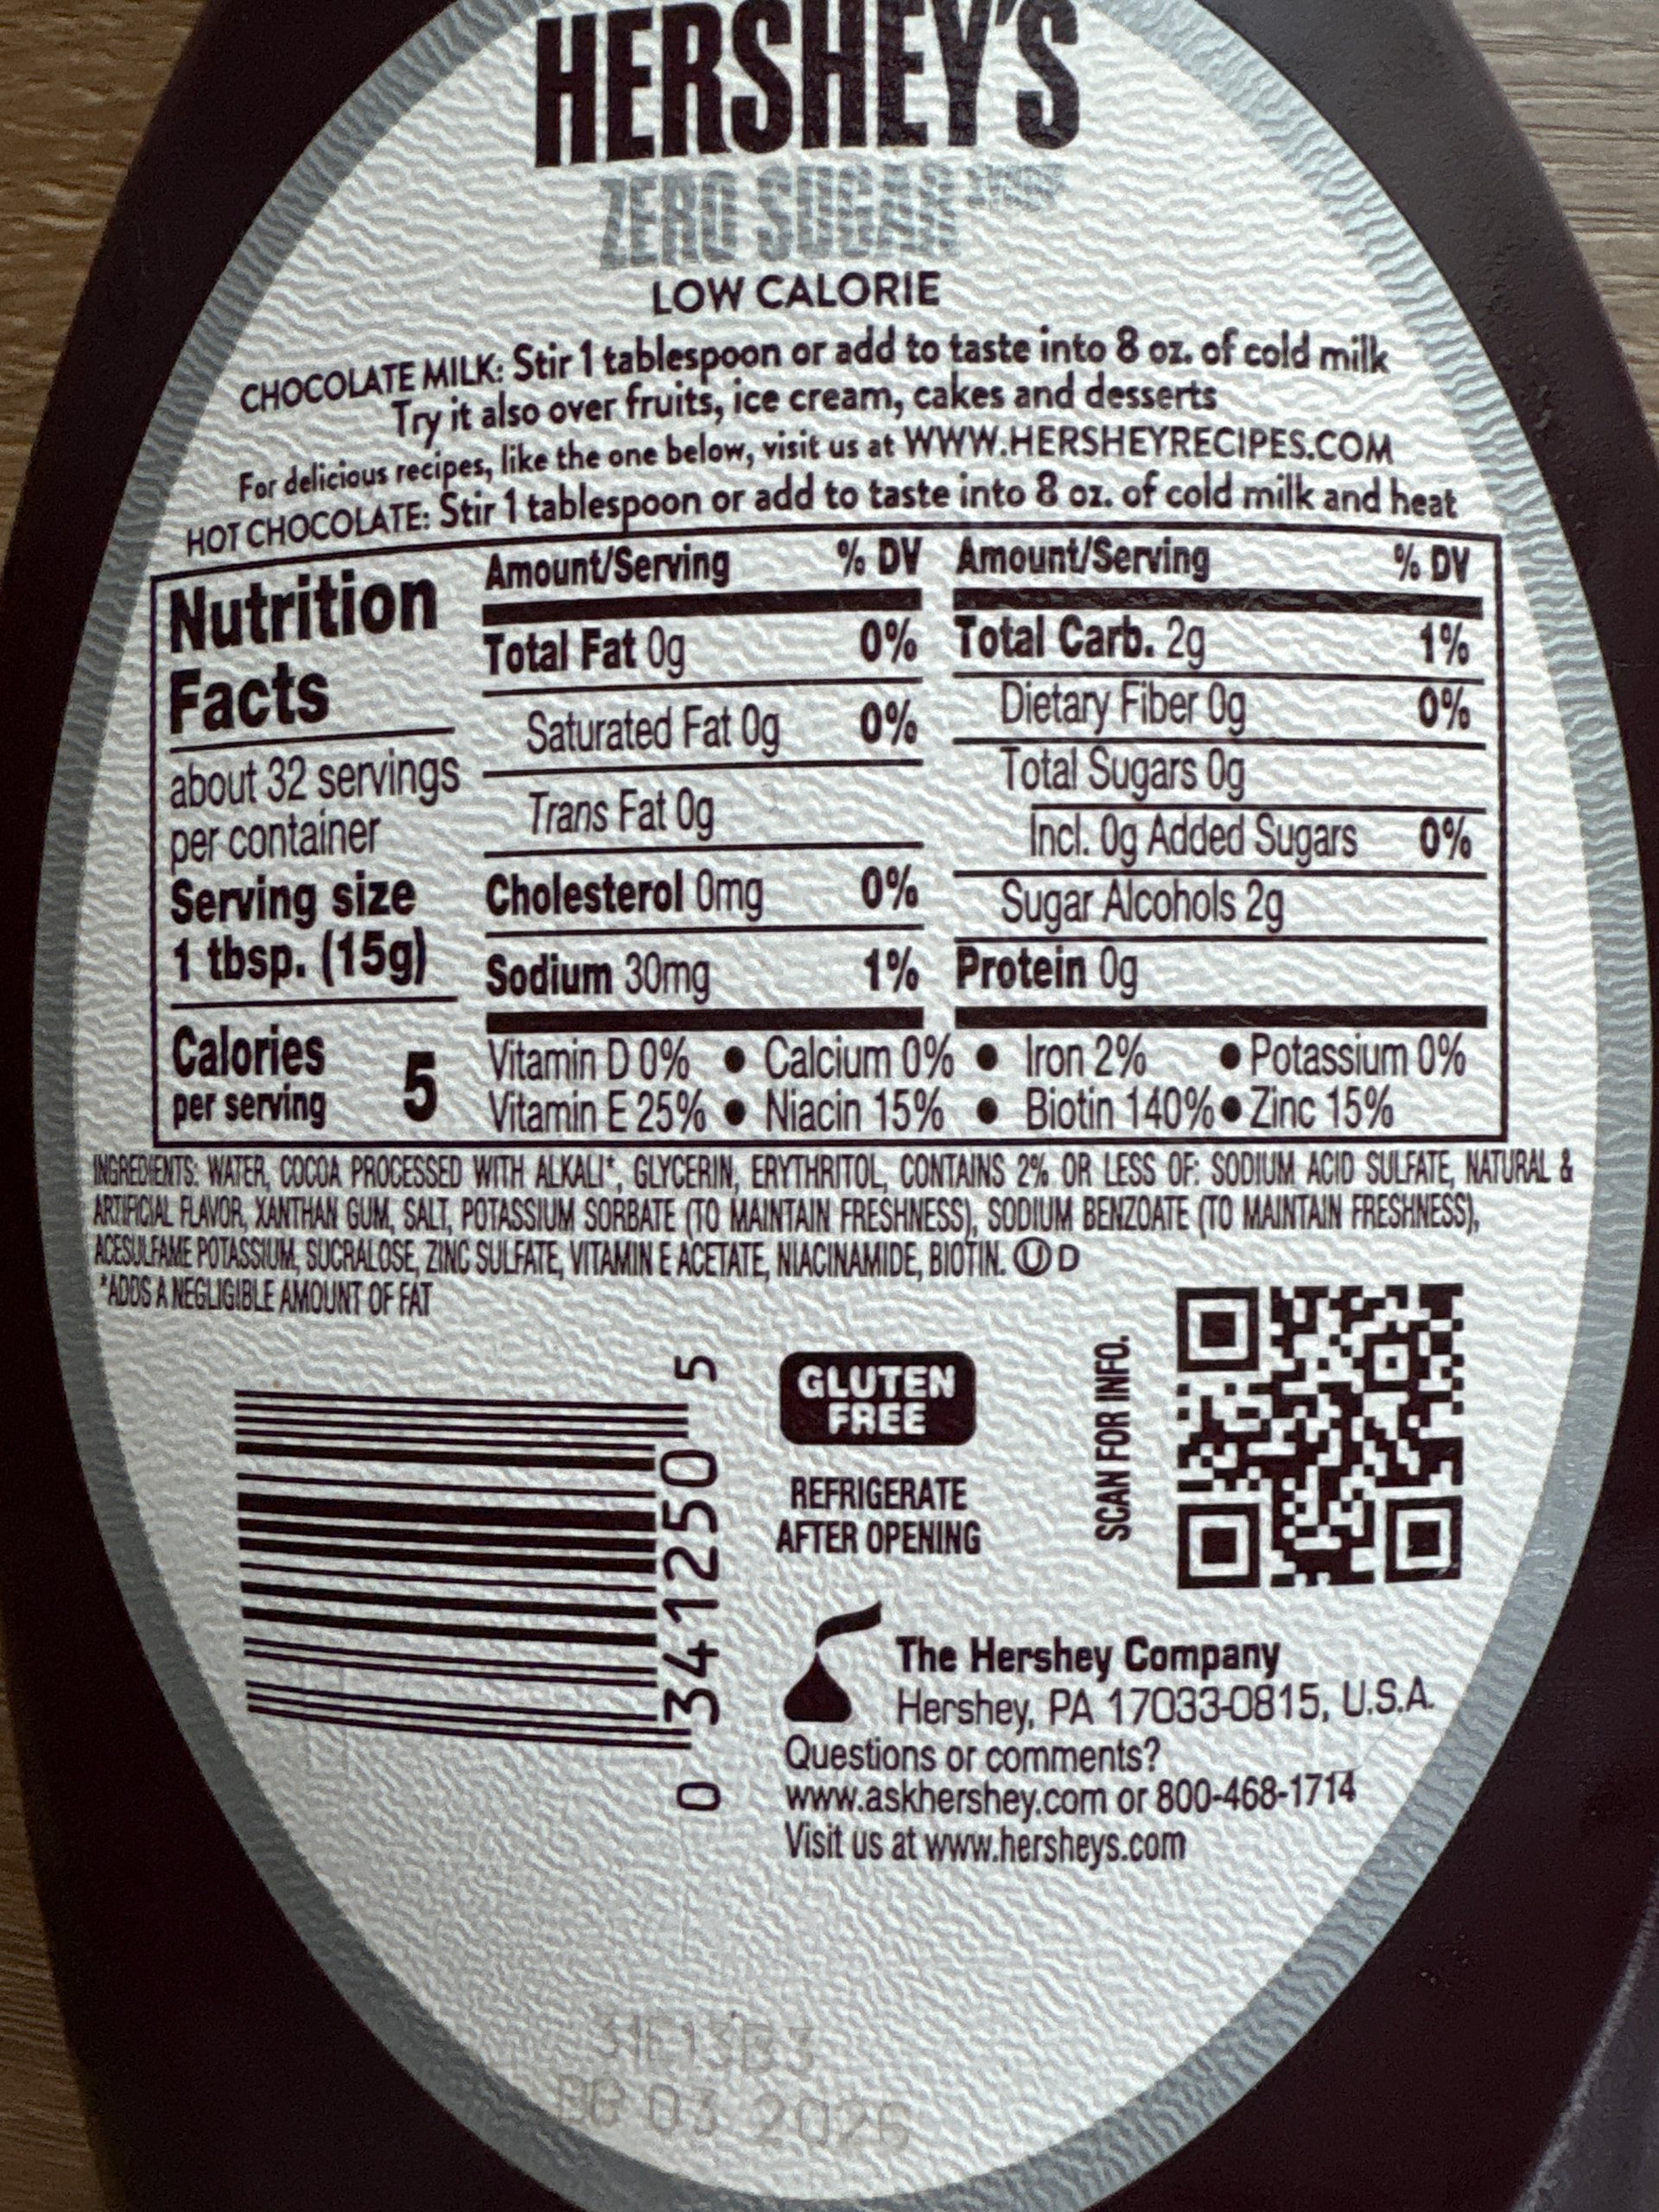 HERSHEY'S
ZERO SUGAR SYRUP
LOW CALORIE
CHOCOLATE MILK: Stir 1 tablespoon or add to taste into 8 oz. of cold milk
Try it also over fruits, ice cream, cakes and desserts
For delicious recipes, like the one below, visit us at WWW.HERSHEYRECIPES.COM
HOT CHOCOLATE: Stir 1 tablespoon or add to taste into 8 oz. of cold milk and heat
Nutrition
Facts
about 32 servings
per container
Serving size
1 tbsp. (15g)
Calories
per serving 5
Amount/Serving % DV
Total Fat 0g 0%
Saturated Fat 0g 0%
Trans Fat 0g
Cholesterol 0mg 0%
Sodium 30mg 1%
Amount/Serving % DV
Total Carb. 2g 1%
Dietary Fiber 0g 0%
Total Sugars 0g
Incl. 0g Added Sugars 0%
Sugar Alcohols 2g
Protein 0g
Vitamin D 0% • Calcium 0% • Iron 2% • Potassium 0%
Vitamin E 25% • Niacin 15% • Biotin 140% • Zinc 15%
INGREDIENTS: WATER, COCOA PROCESSED WITH ALKALI*, GLYCERIN, ERYTHRITOL, CONTAINS 2% OR LESS OF: SODIUM ACID SULFATE, NATURAL &
ARTIFICIAL FLAVOR, XANTHAN GUM, SALT, POTASSIUM SORBATE (TO MAINTAIN FRESHNESS), SODIUM BENZOATE (TO MAINTAIN FRESHNESS),
ACESULFAME POTASSIUM, SUCRALOSE, ZINC SULFATE, VITAMIN E ACETATE, NIACINAMIDE, BIOTIN. Ⓤ D
*ADDS A NEGLIGIBLE AMOUNT OF FAT
0 341250 5
GLUTEN
FREE
REFRIGERATE
AFTER OPENING
SCAN FOR INFO.
The Hershey Company
Hershey, PA 17033-0815, U.S.A.
Questions or comments?
www.askhershey.com or 800-468-1714
Visit us at www.hersheys.com
03 2026